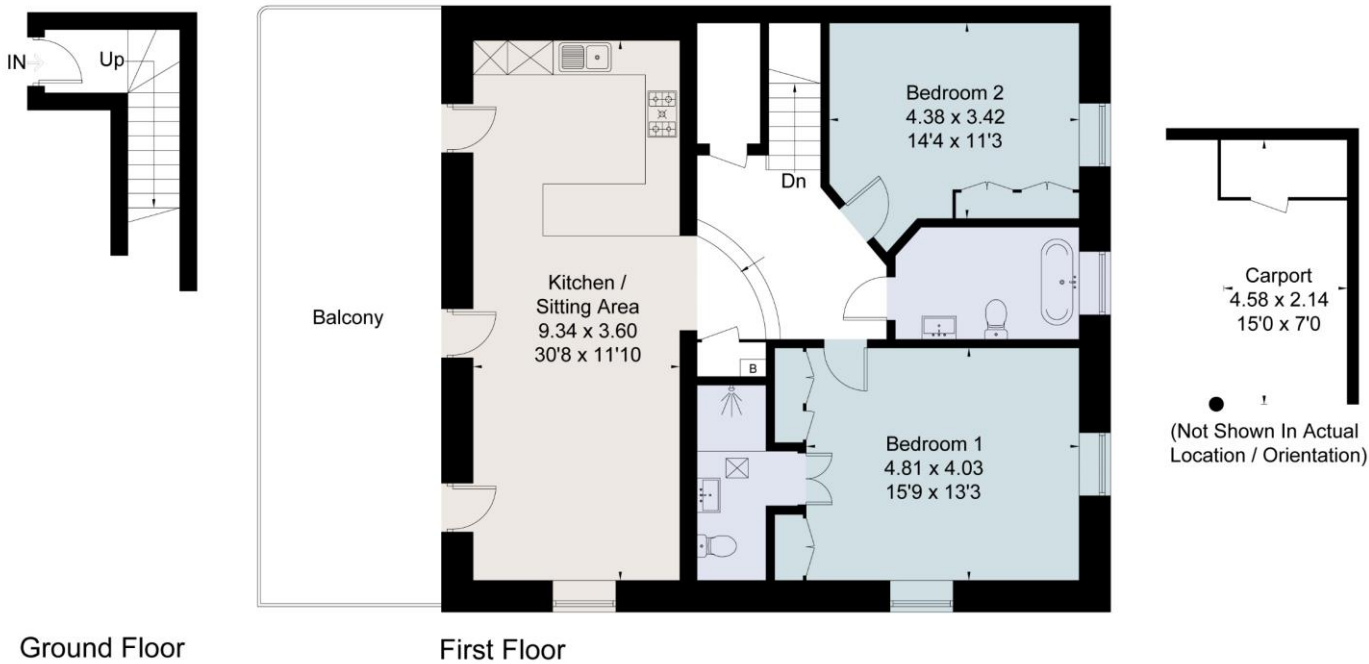 IN
Up
Ground Floor
Balcony
Kitchen /
Sitting Area
9.34 x 3.60
30'8 x 11'10
Dn
B
Bedroom 2
4.38 x 3.42
14'4 x 11'3
Bedroom 1
4.81 x 4.03
15'9 x 13'3
First Floor
Carport
4.58 x 2.14
15'0 x 7'0
(Not Shown In Actual
Location / Orientation)